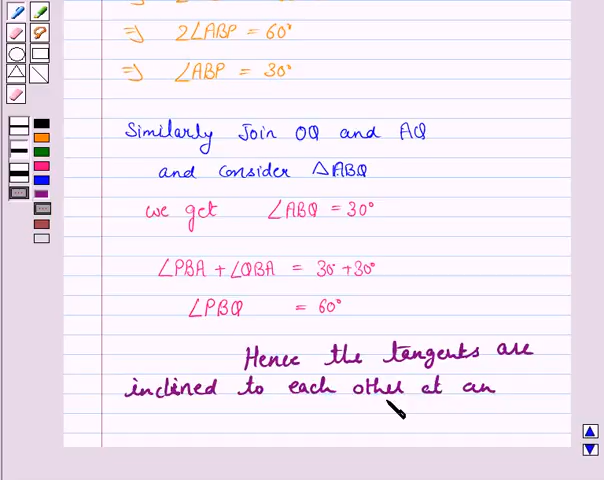 ⇒ 2∠ABP = 60°
⇒ ∠ABP = 30°
Similarly Join OQ and AQ
and consider △ABQ
we get ∠ABQ = 30°
∠PBA + ∠QBA = 30° + 30°
∠PBQ = 60°
Hence the tangents are
inclined to each other at an